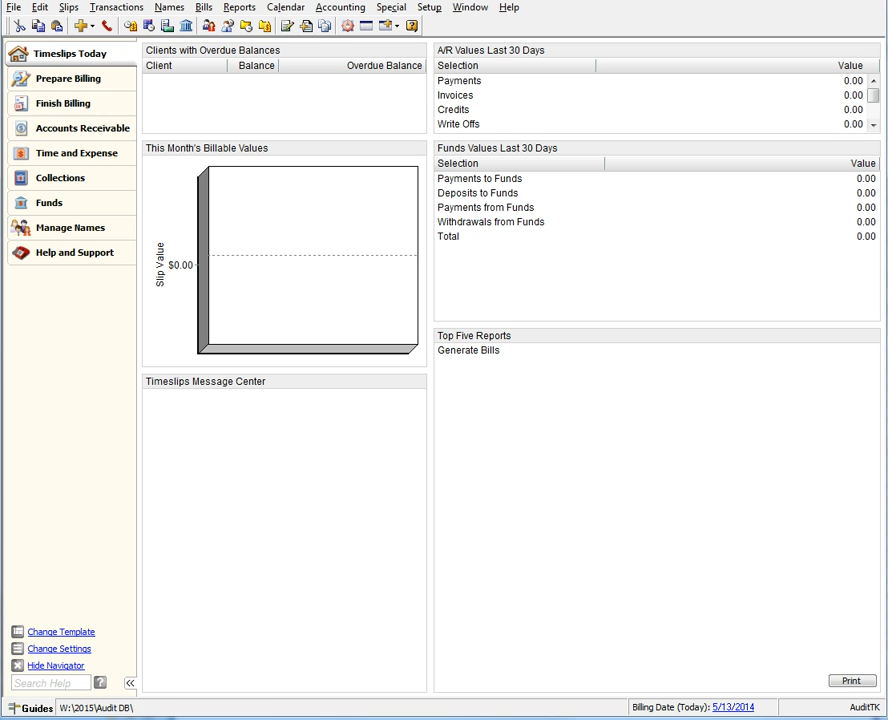 File Edit Slips Transactions Names Bills Reports Calendar Accounting Special Setup Window Help
Timeslips Today
Prepare Billing
Finish Billing
Accounts Receivable
Time and Expense
Collections
Funds
Manage Names
Help and Support
Clients with Overdue Balances
Client Balance Overdue Balance
This Month's Billable Values
Slip Value
$0.00
Timeslips Message Center
A/R Values Last 30 Days
Selection Value
Payments 0.00
Invoices 0.00
Credits 0.00
Write Offs 0.00
Funds Values Last 30 Days
Selection Value
Payments to Funds 0.00
Deposits to Funds 0.00
Payments from Funds 0.00
Withdrawals from Funds 0.00
Total 0.00
Top Five Reports
Generate Bills
Print
Change Template
Change Settings
Hide Navigator
Search Help ? <<
Guides W:\2015\Audit DB\ Billing Date (Today): 5/13/2014 AuditTK